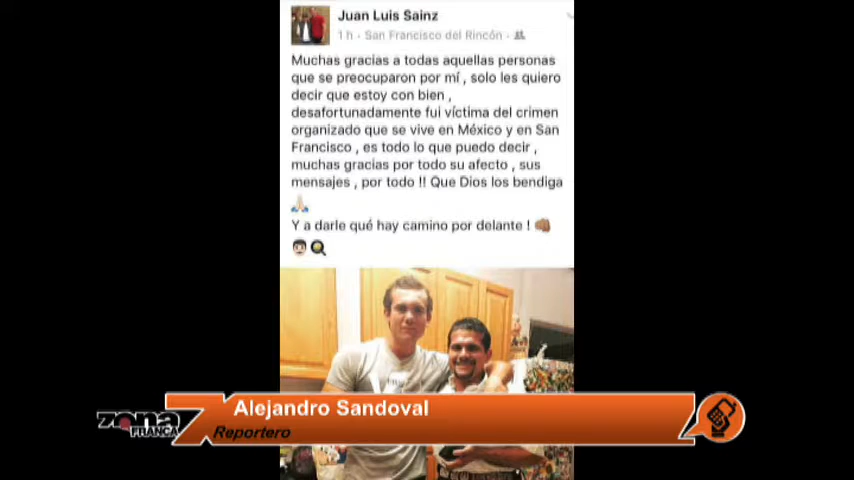 Juan Luis Sainz
1 h · San Francisco del Rincón ·
Muchas gracias a todas aquellas personas
que se preocuparon por mí , solo les quiero
decir que estoy con bien ,
desafortunadamente fui víctima del crimen
organizado que se vive en México y en San
Francisco , es todo lo que puedo decir ,
muchas gracias por todo su afecto , sus
mensajes , por todo !! Que Dios los bendiga
🙏🏻
Y a darle qué hay camino por delante ! 👊🏽
👨🏻🍳
Alejandro Sandoval
zona
FRANCA
Reportero